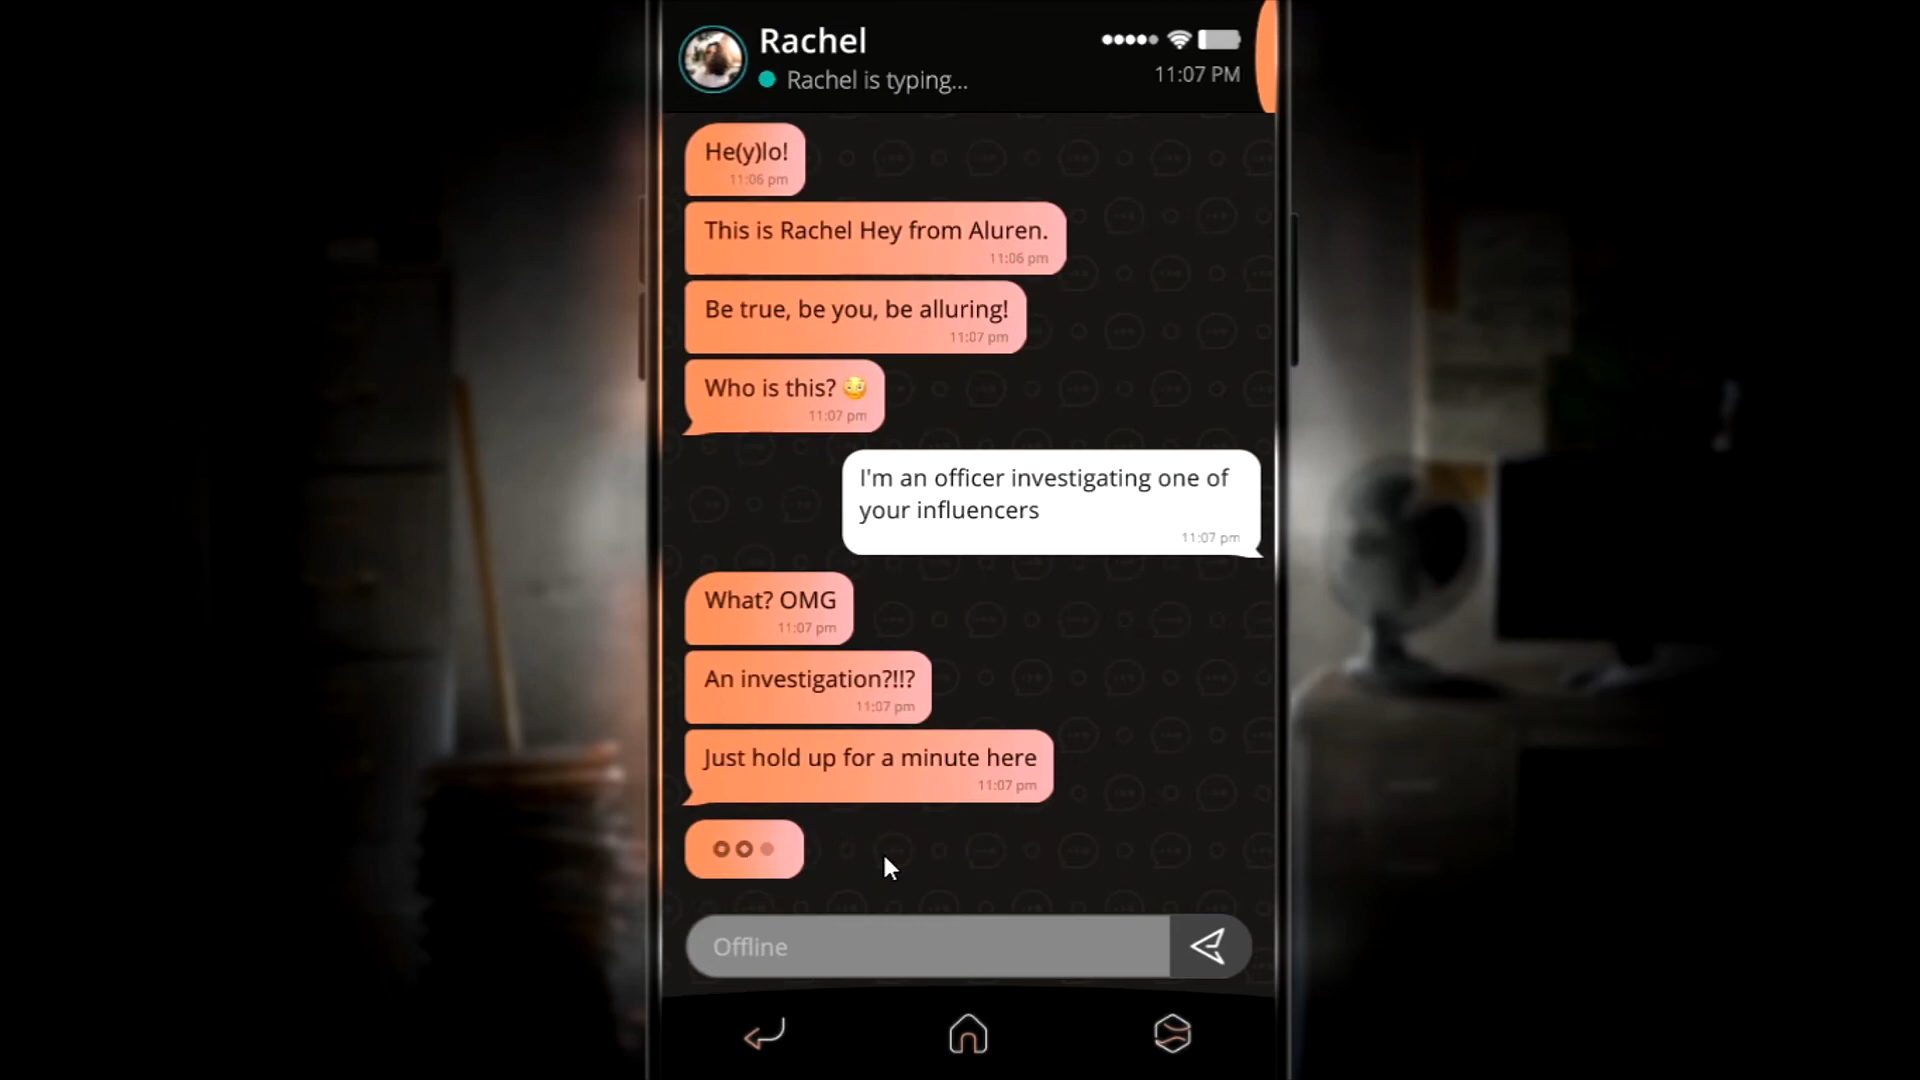 Rachel
Rachel is typing...
11:07 PM
He(y)lo!
11:06 pm
This is Rachel Hey from Aluren.
11:06 pm
Be true, be you, be alluring!
11:07 pm
Who is this? 😳
11:07 pm
I'm an officer investigating one of
your influencers
11:07 pm
What? OMG
11:07 pm
An investigation?!!?
11:07 pm
Just hold up for a minute here
11:07 pm
Offline